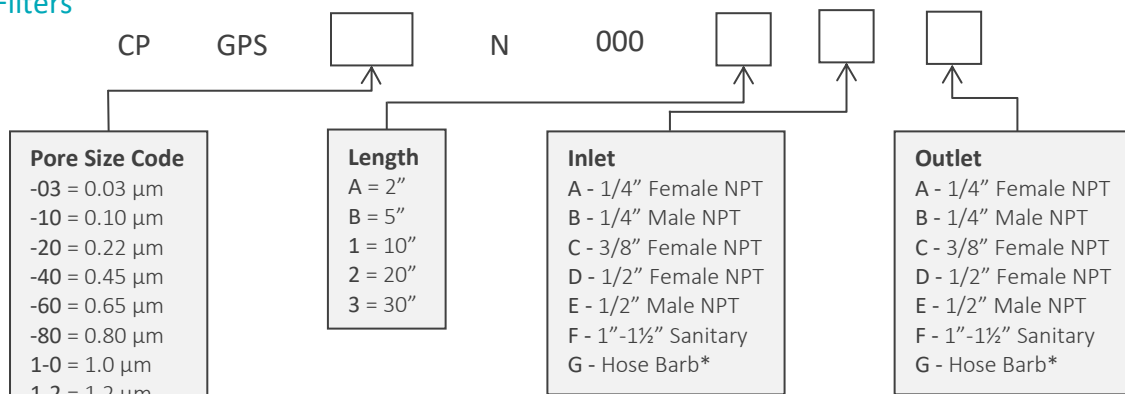 Filters
CP GPS N 000
Pore Size Code
-03 = 0.03 µm
-10 = 0.10 µm
-20 = 0.22 µm
-40 = 0.45 µm
-60 = 0.65 µm
-80 = 0.80 µm
1-0 = 1.0 µm
1-2 = 1.2 µm
Length
A = 2”
B = 5”
1 = 10”
2 = 20”
3 = 30”
Inlet
A - 1/4” Female NPT
B - 1/4” Male NPT
C - 3/8” Female NPT
D - 1/2” Female NPT
E - 1/2” Male NPT
F - 1”-1½” Sanitary
G - Hose Barb*
Outlet
A - 1/4” Female NPT
B - 1/4” Male NPT
C - 3/8” Female NPT
D - 1/2” Female NPT
E - 1/2” Male NPT
F - 1”-1½” Sanitary
G - Hose Barb*